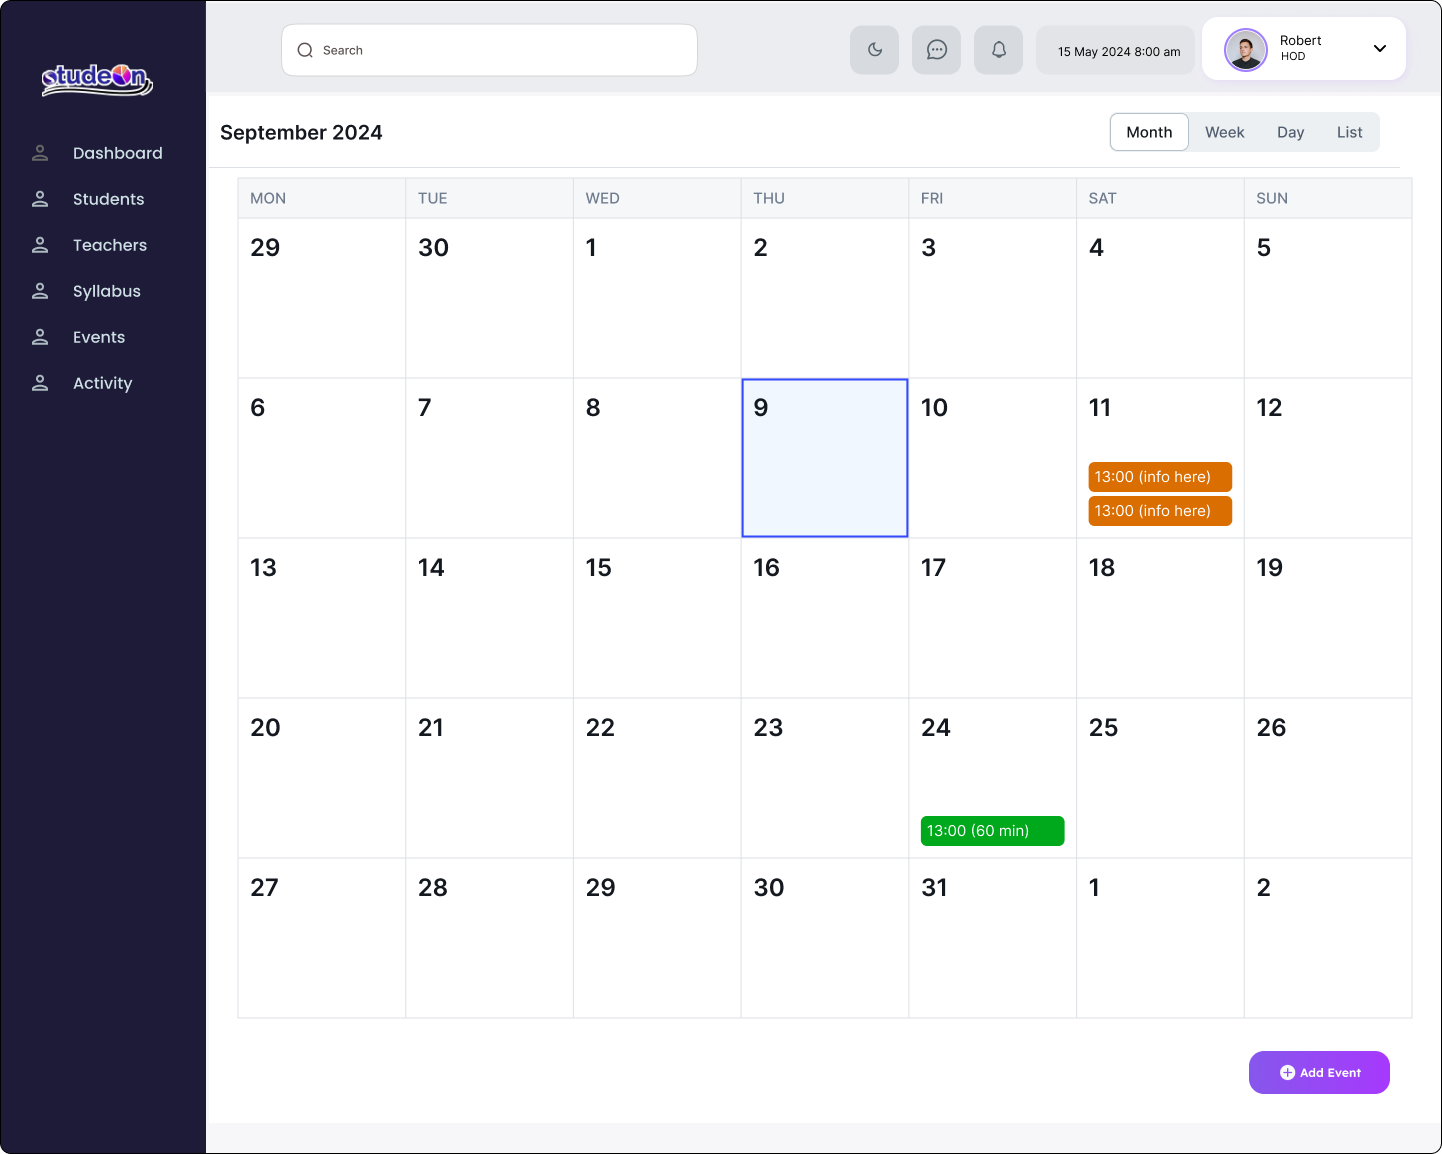 studeon
Search
15 May 2024 8:00 am
Robert
HOD
Dashboard
Students
Teachers
Syllabus
Events
Activity
September 2024
Month Week Day List
MON TUE WED THU FRI SAT SUN
29 30 1 2 3 4 5
6 7 8 9 10 11 12
13:00 (info here)
13:00 (info here)
13 14 15 16 17 18 19
20 21 22 23 24 25 26
13:00 (60 min)
27 28 29 30 31 1 2
Add Event